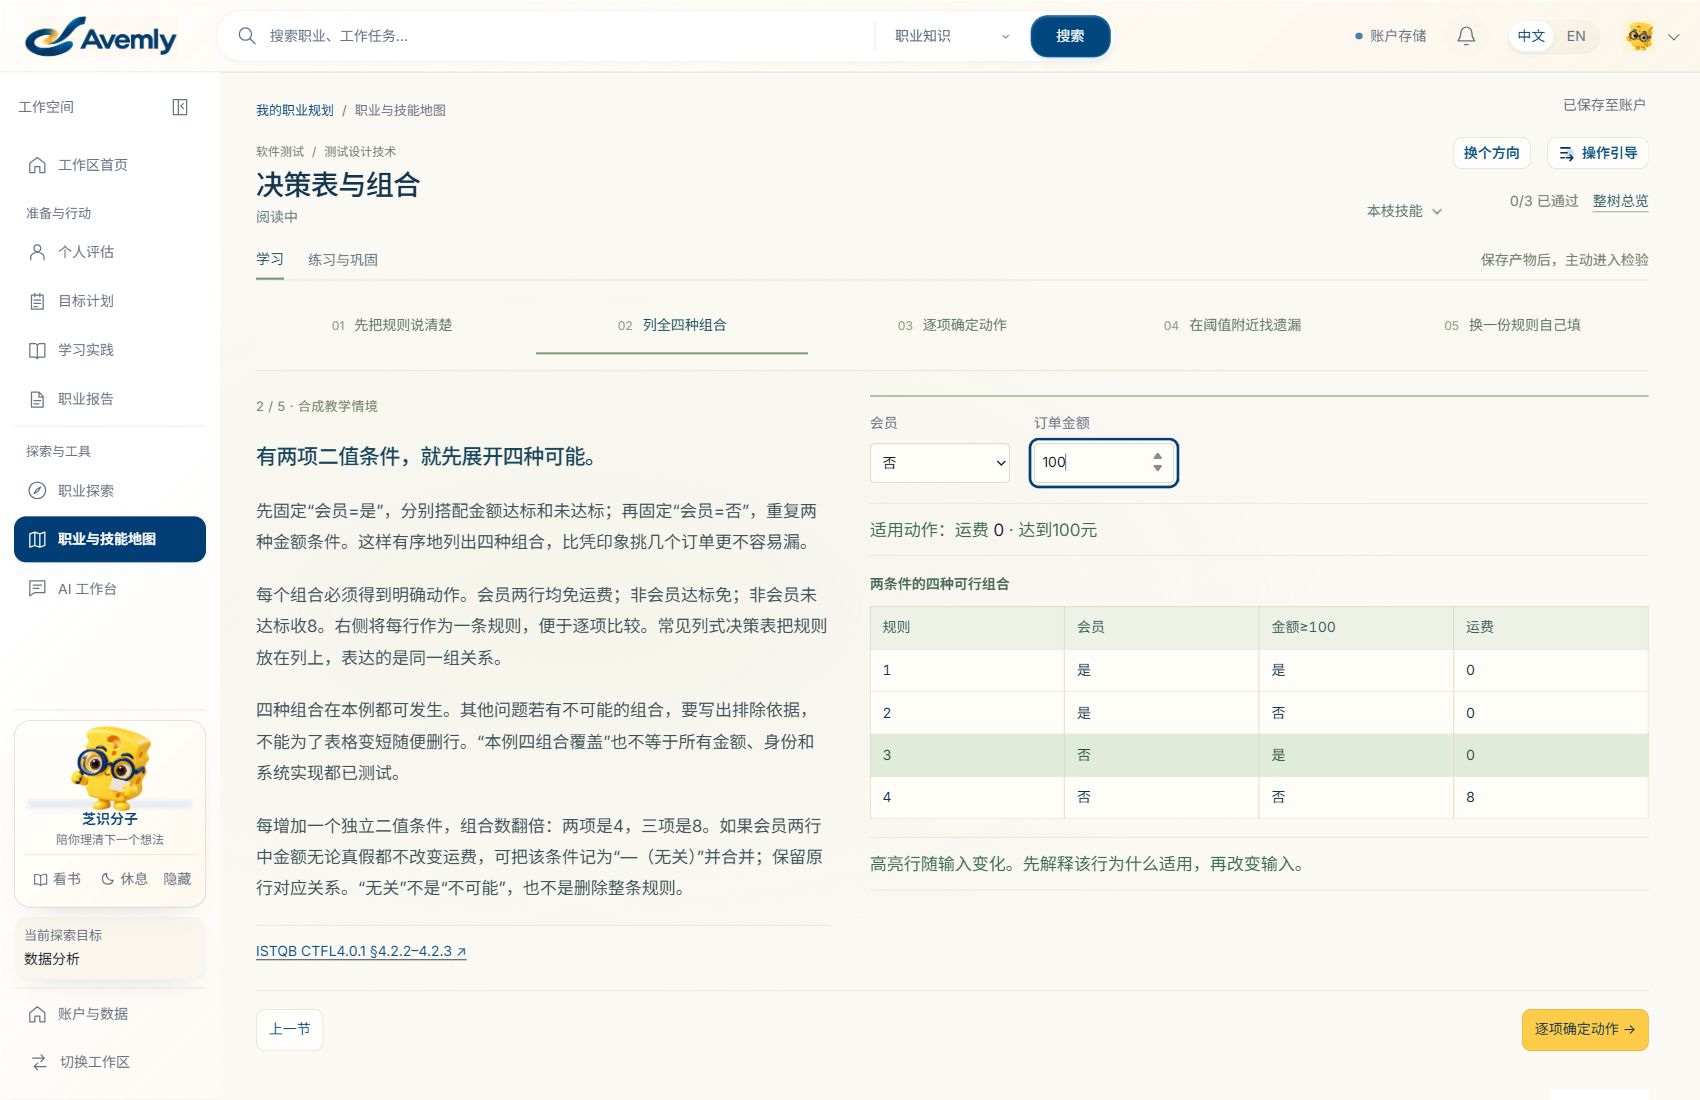 Avemly
搜索职业、工作任务...
职业知识
搜索
账户存储
中文
EN
工作空间
工作区首页
准备与行动
个人评估
目标计划
学习实践
职业报告
探索与工具
职业探索
职业与技能地图
AI 工作台
芝识分子
陪你理清下一个想法
看书
休息
隐藏
当前探索目标
数据分析
账户与数据
切换工作区
我的职业规划 / 职业与技能地图
已保存至账户
软件测试 / 测试设计技术
决策表与组合
阅读中
换个方向
操作引导
本枝技能
0/3 已通过
整树总览
学习
练习与巩固
保存产物后，主动进入检验
01 先把规则说清楚
02 列全四种组合
03 逐项确定动作
04 在阈值附近找遗漏
05 换一份规则自己填
2 / 5 · 合成教学情境
有两项二值条件，就先展开四种可能。
先固定“会员=是”，分别搭配金额达标和未达标；再固定“会员=否”，重复两
种金额条件。这样有序地列出四种组合，比凭印象挑几个订单更不容易漏。
每个组合必须得到明确动作。会员两行均免运费；非会员达标免；非会员未
达标收8。右侧将每行作为一条规则，便于逐项比较。常见列式决策表把规则
放在列上，表达的是同一组关系。
四种组合在本例都可发生。其他问题若有不可能的组合，要写出排除依据，
不能为了表格变短随便删行。“本例四组合覆盖”也不等于所有金额、身份和
系统实现都已测试。
每增加一个独立二值条件，组合数翻倍：两项是4，三项是8。如果会员两行
中金额无论真假都不改变运费，可把该条件记为“—（无关）”并合并；保留原
行对应关系。“无关”不是“不可能”，也不是删除整条规则。
ISTQB CTFL4.0.1 §4.2.2–4.2.3 ↗
会员
订单金额
否
100
适用动作：运费 0 · 达到100元
两条件的四种可行组合
规则 会员 金额≥100 运费
1 是 是 0
2 是 否 0
3 否 是 0
4 否 否 8
高亮行随输入变化。先解释该行为什么适用，再改变输入。
上一节
逐项确定动作 →